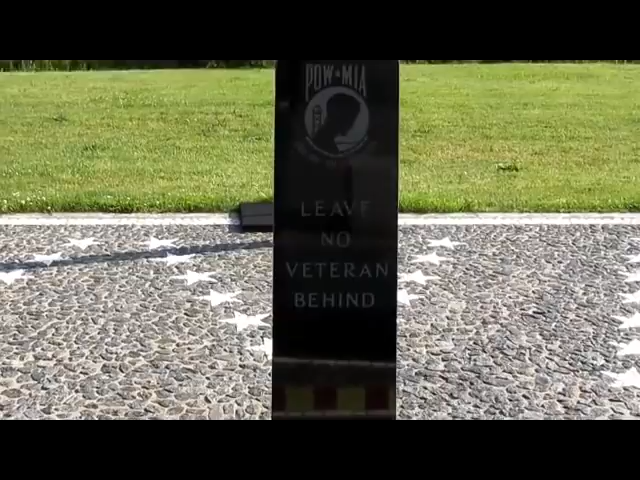 POW★MIA
LEAVE
NO
VETERAN
BEHIND